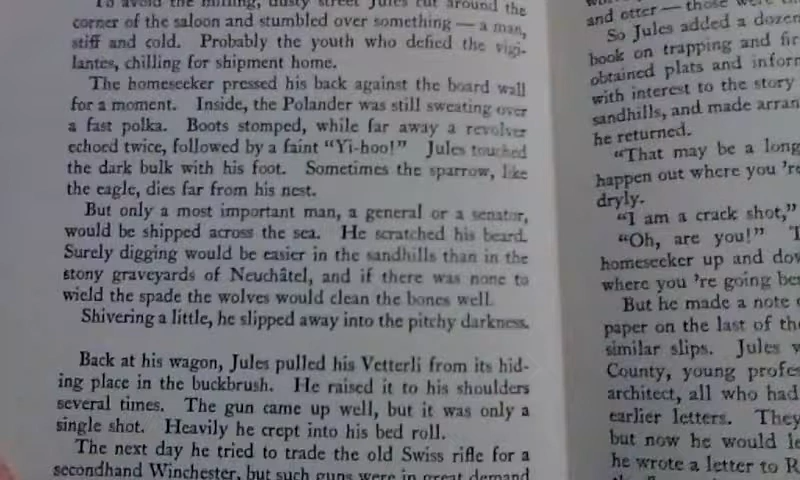 To avoid the milling, dusty street Jules cut around the
corner of the saloon and stumbled over something — a man,
stiff and cold. Probably the youth who defied the vigi-
lantes, chilling for shipment home.
The homeseeker pressed his back against the board wall
for a moment. Inside, the Polander was still sweating over
a fast polka. Boots stomped, while far away a revolver
echoed twice, followed by a faint "Yi-hoo!" Jules touched
the dark bulk with his foot. Sometimes the sparrow, like
the eagle, dies far from his nest.
But only a most important man, a general or a senator,
would be shipped across the sea. He scratched his beard.
Surely digging would be easier in the sandhills than in the
stony graveyards of Neuchâtel, and if there was none to
wield the spade the wolves would clean the bones well.
Shivering a little, he slipped away into the pitchy darkness.
Back at his wagon, Jules pulled his Vetterli from its hid-
ing place in the buckbrush. He raised it to his shoulders
several times. The gun came up well, but it was only a
single shot. Heavily he crept into his bed roll.
The next day he tried to trade the old Swiss rifle for a
secondhand Winchester, but such guns were in great demand
and otter — those were
So Jules added a dozen
book on trapping and fir
obtained plats and inform
with interest to the story
sandhills, and made arran
he returned.
"That may be a long
happen out where you 're
dryly.
"I am a crack shot,"
"Oh, are you!"
homeseeker up and dow
where you 're going be
But he made a note o
paper on the last of the
similar slips. Jules w
County, young profes
architect, all who had
earlier letters. They
but now he would le
he wrote a letter to R